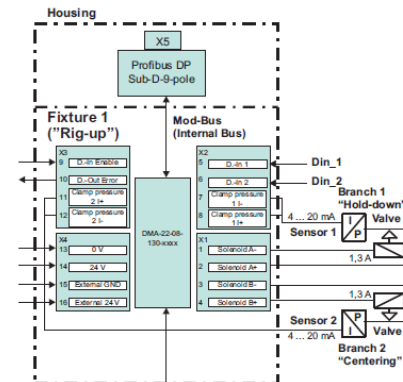 Housing
X5
Profibus DP
Sub-D-9-pole
Fixture 1
("Rig-up")
Mod-Bus
(Internal Bus)
X3
9 D.-In Enable
10 D.-Out Error
11 Clamp pressure
2 I+
12 Clamp pressure
2 I-
X4
13 0 V
14 24 V
15 External GND
16 External 24 V
DMA-22-08-
130-xxxx
X2
5 D.-In 1
6 D.-In 2
7 Clamp pressure
1 I-
8 Clamp pressure
1 I+
X1
1 Solenoid A-
2 Solenoid A+
3 Solenoid B-
4 Solenoid B+
Din_1
Din_2
Branch 1
"Hold-down"
4 ... 20 mA
I
P
Valve
Sensor 1
1,3 A
1,3 A
Sensor 2
P
I
Valve
4 ... 20 mA
Branch 2
"Centering"